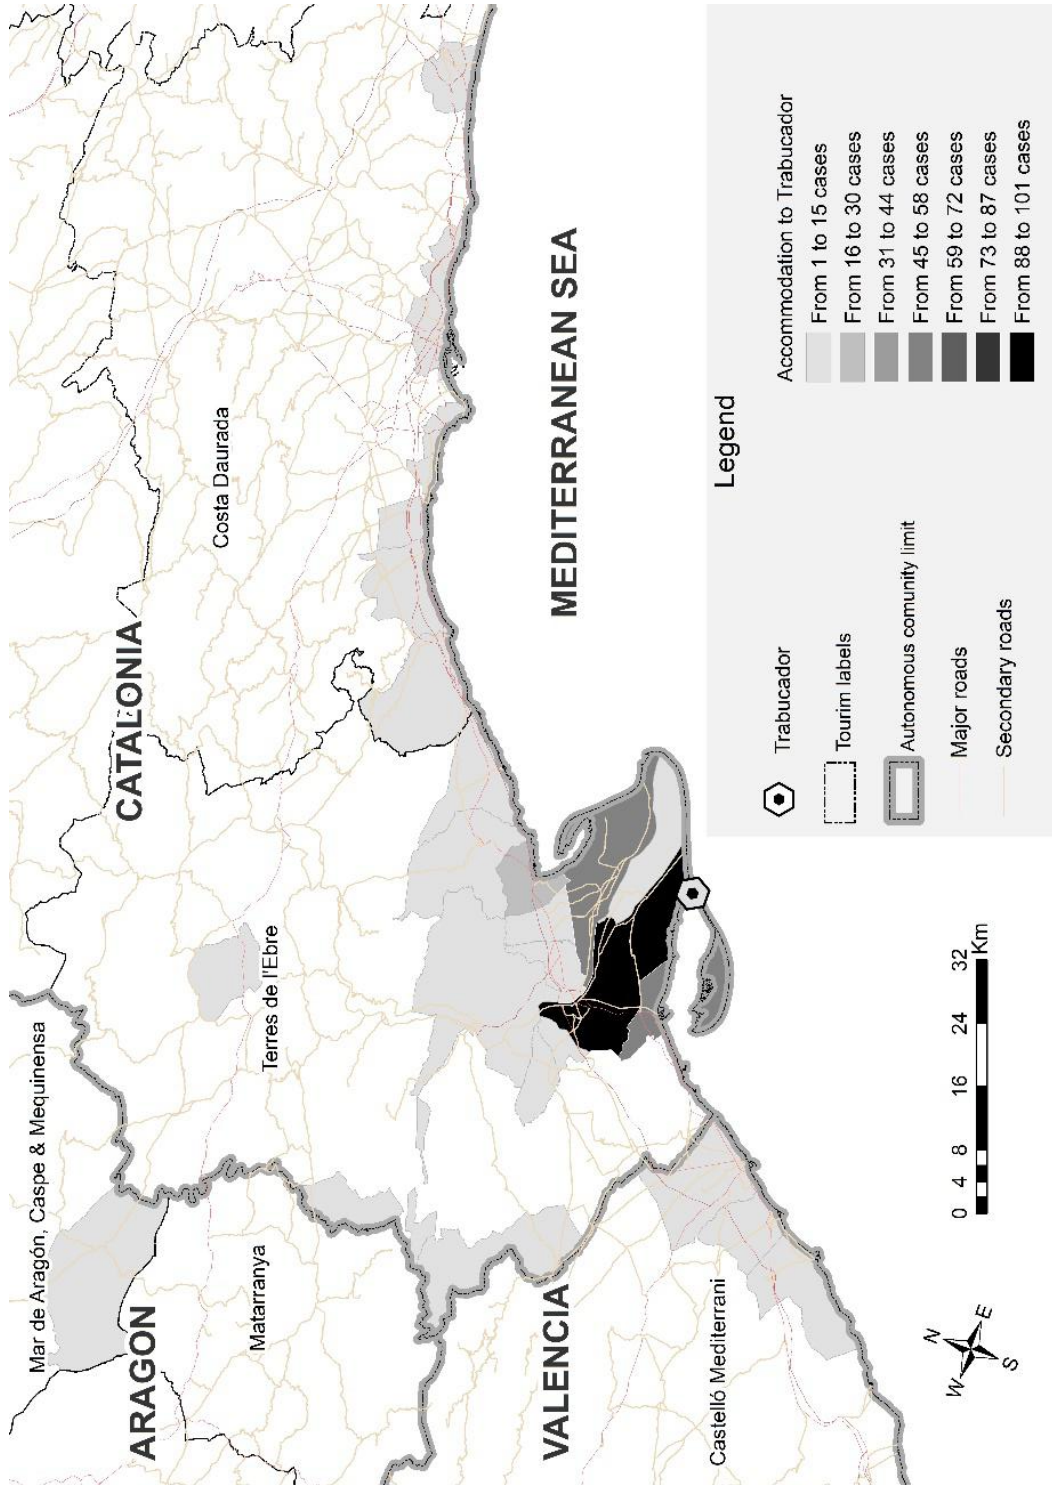 Mar de Aragón, Caspe & Mequinensa
ARAGON
Matarranya
Terres de l'Ebre
CATALONIA
Costa Daurada
VALENCIA
Castelló Mediterrani
MEDITERRANEAN SEA
N
W
E
S
0 4 8 16 24 32
Km
Legend
Trabucador
Tourim labels
Autonomous comunity limit
Major roads
Secondary roads
Accommodation to Trabucador
From 1 to 15 cases
From 16 to 30 cases
From 31 to 44 cases
From 45 to 58 cases
From 59 to 72 cases
From 73 to 87 cases
From 88 to 101 cases